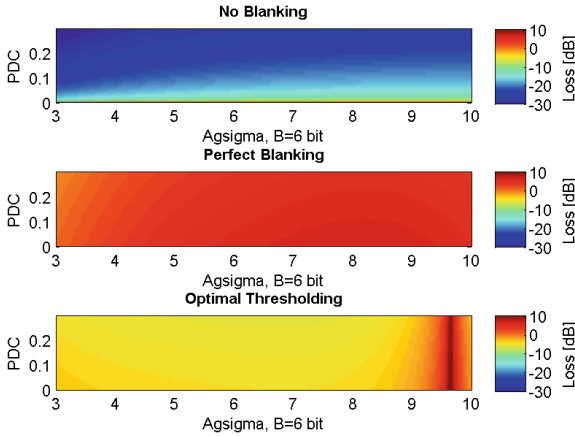 No Blanking
PDC
0.2
0.1
0
3 4 5 6 7 8 9 10
Agsigma, B=6 bit
10
0
-10
-20
-30
Loss [dB]
Perfect Blanking
PDC
0.2
0.1
0
3 4 5 6 7 8 9 10
Agsigma, B=6 bit
10
0
-10
-20
-30
Loss [dB]
Optimal Thresholding
PDC
0.2
0.1
0
3 4 5 6 7 8 9 10
Agsigma, B=6 bit
10
0
-10
-20
-30
Loss [dB]